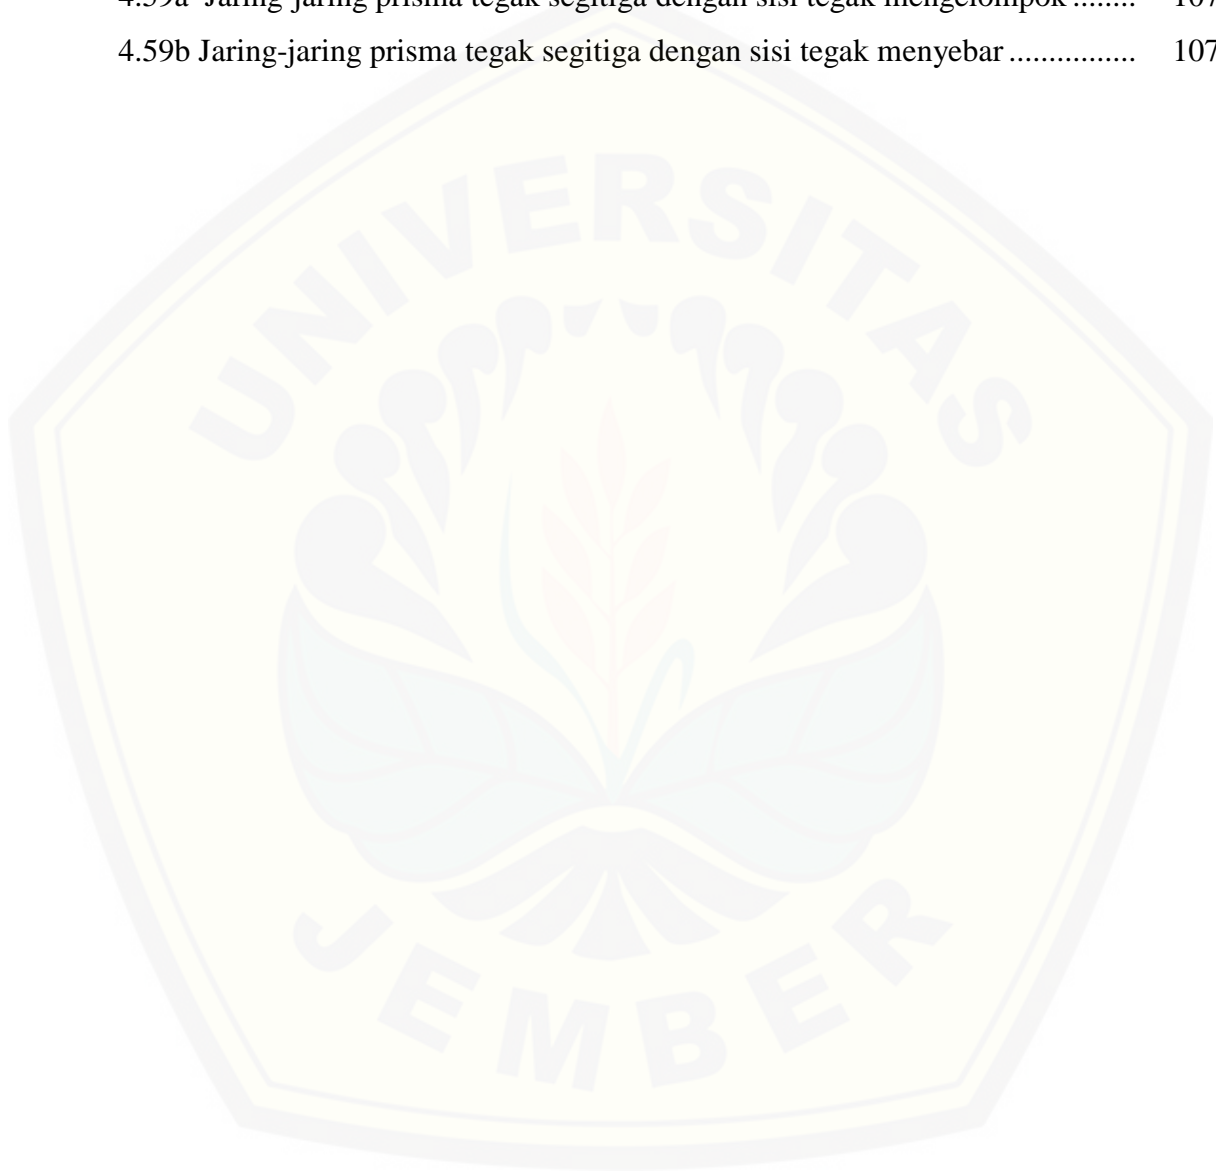 4.59a Jaring-jaring prisma tegak segitiga dengan sisi tegak mengelompok ........ 107
4.59b Jaring-jaring prisma tegak segitiga dengan sisi tegak menyebar ................ 107
UNIVERSITAS
JEMBER